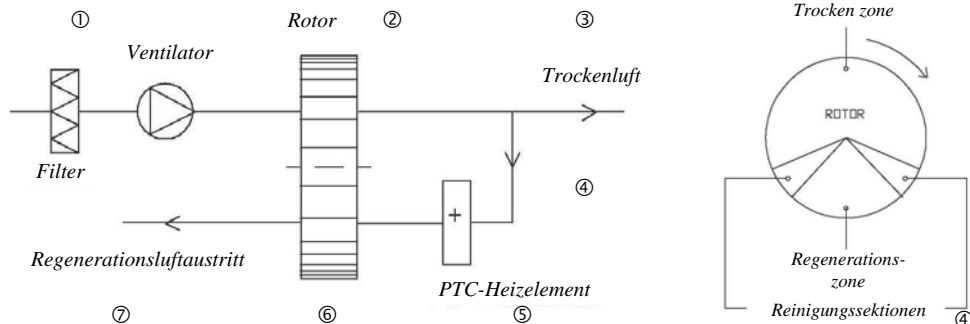 ① Rotor ② ③
Ventilator
Trockenluft
Filter
④
Regenerationsluftaustritt
PTC-Heizelement
⑦ ⑥ ⑤
Trocken zone
ROTOR
Regenerations-
zone
Reinigungssektionen ④